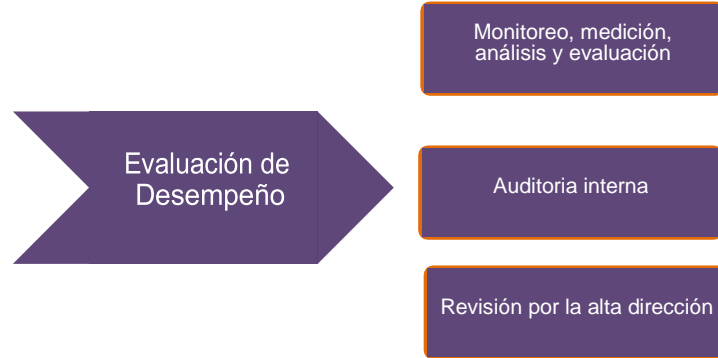 Monitoreo, medición,
análisis y evaluación
Evaluación de
Desempeño
Auditoria interna
Revisión por la alta dirección